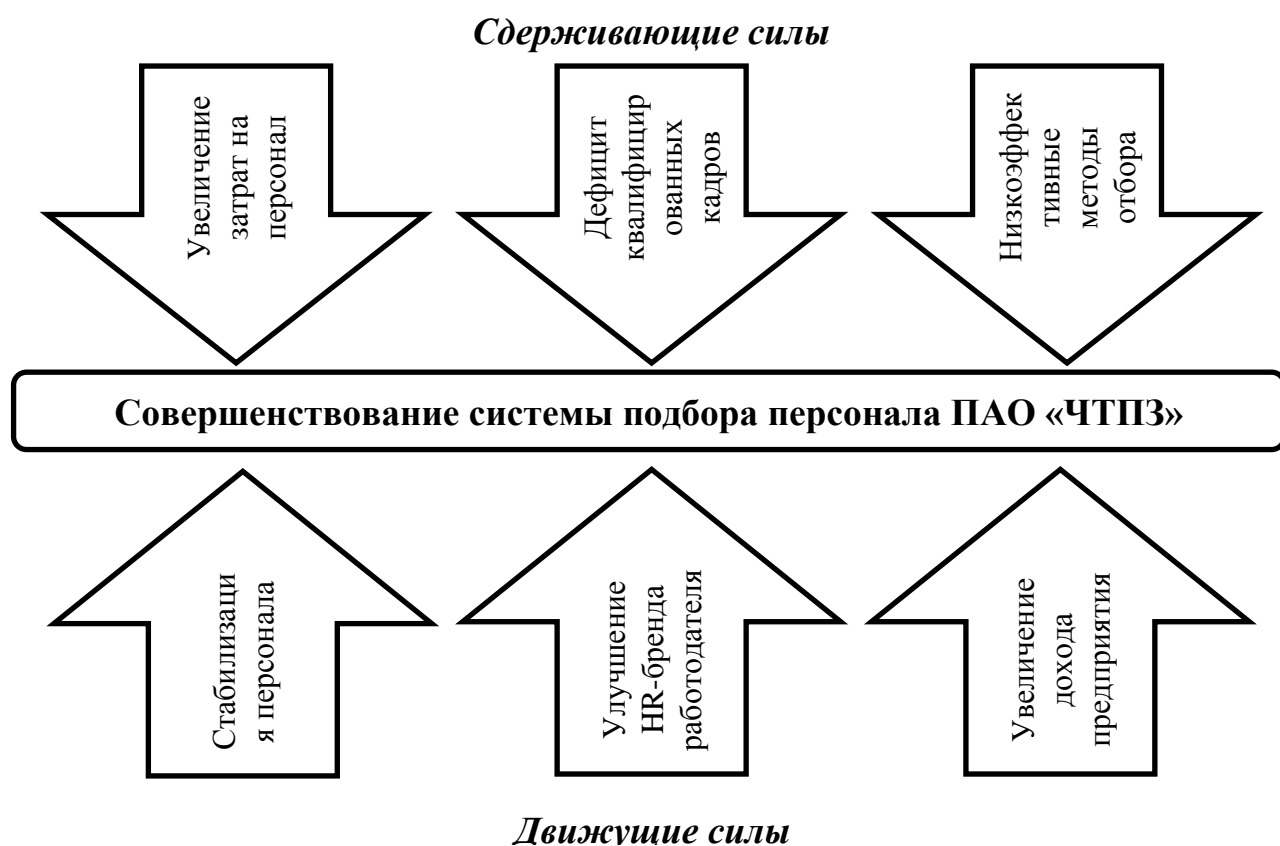 Сдерживающие силы
Увеличение
затрат на
персонал
Дефицит
квалифицир
ованных
кадров
Низкоэффек
тивные
методы
отбора
Совершенствование системы подбора персонала ПАО «ЧТПЗ»
Стабилизаци
я персонала
Улучшение
HR-бренда
работодателя
Увеличение
дохода
предприятия
Движущие силы